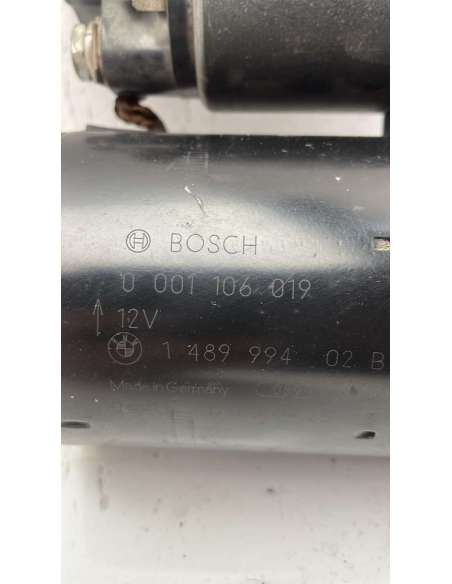 BOSCH
0 001 106 019
12V
1 489 994 02 B
Made in Germany